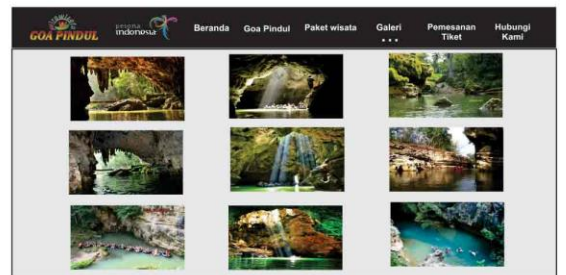 GOA PINDUL
pesona
indonesia
Beranda
Goa Pindul
Paket wisata
Galeri
Pemesanan
Tiket
Hubungi
Kami